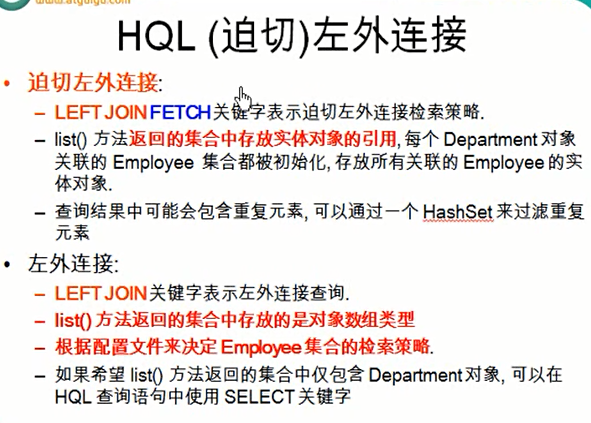 www.atguigu.com
HQL (迫切)左外连接
• 迫切左外连接:
– LEFT JOIN FETCH 关键字表示迫切左外连接检索策略.
– list() 方法返回的集合中存放实体对象的引用, 每个 Department 对象
关联的 Employee 集合都被初始化, 存放所有关联的 Employee 的实
体对象.
– 查询结果中可能会包含重复元素, 可以通过一个 HashSet 来过滤重复
元素
• 左外连接:
– LEFT JOIN 关键字表示左外连接查询.
– list() 方法返回的集合中存放的是对象数组类型
– 根据配置文件来决定 Employee 集合的检索策略.
– 如果希望 list() 方法返回的集合中仅包含 Department 对象, 可以在
HQL 查询语句中使用 SELECT 关键字